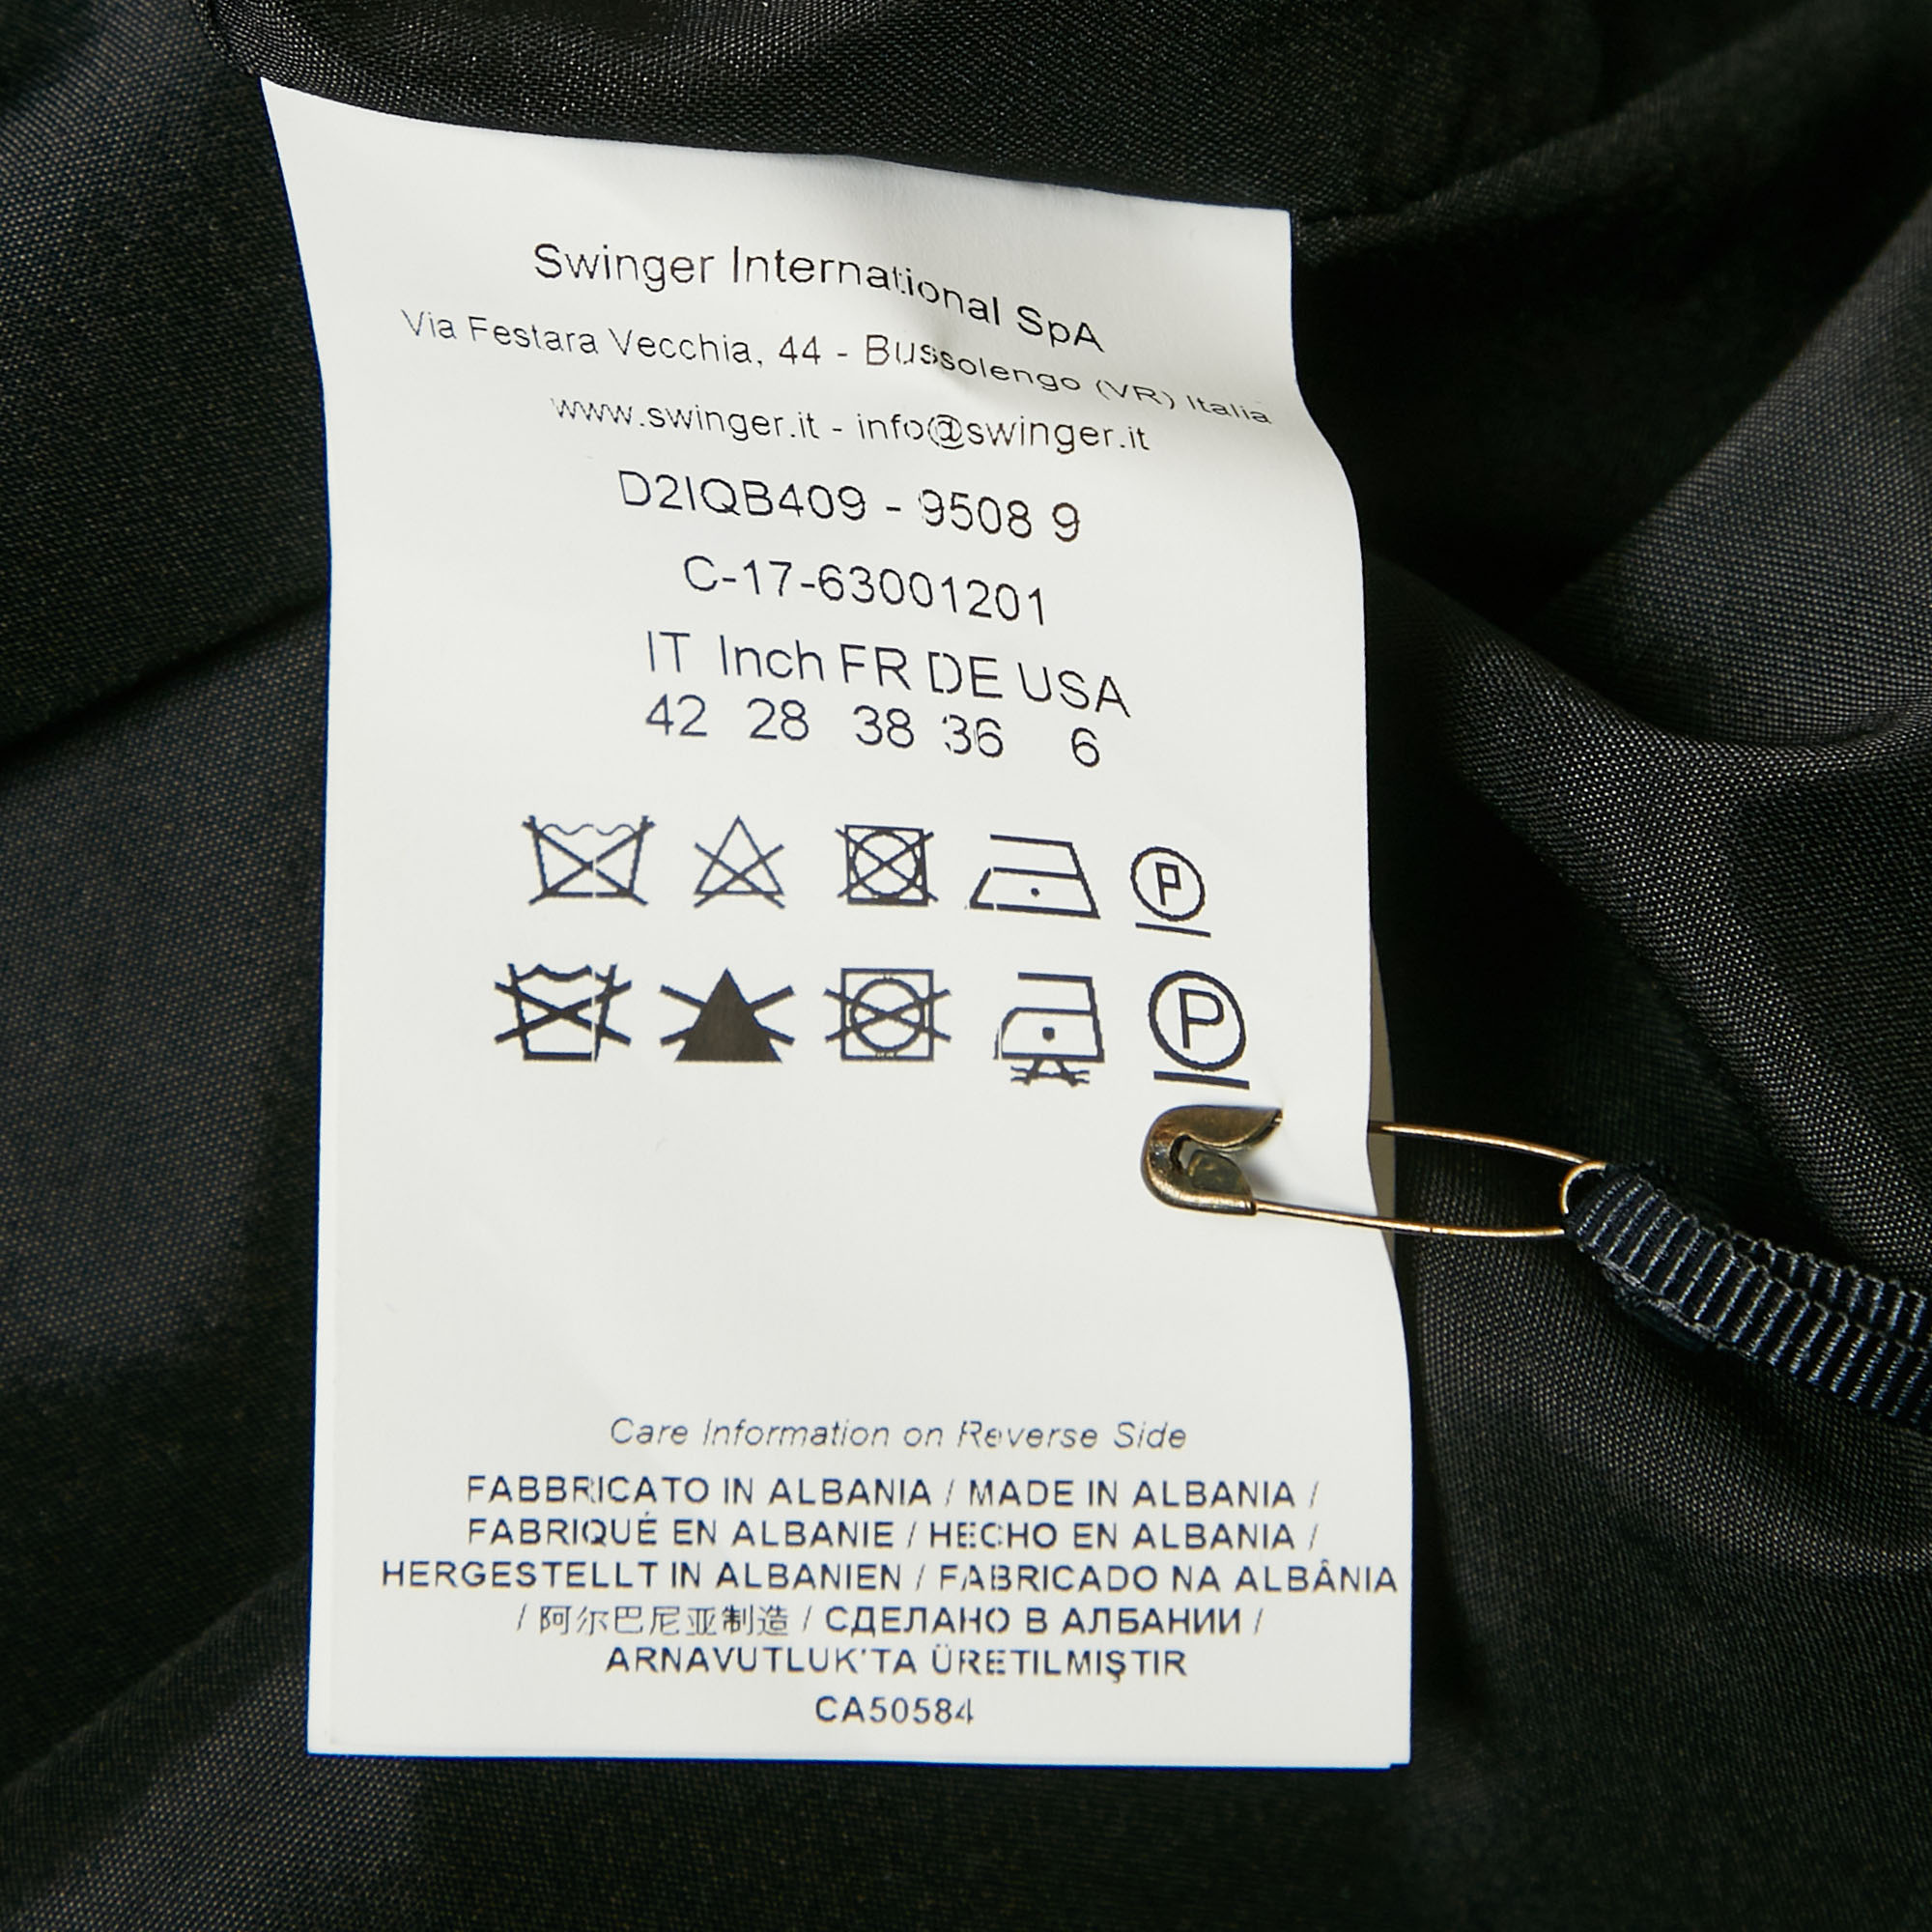 Swinger International SpA
Via Festara Vecchia, 44 - Bussolengo (VR) Italia
www.swinger.it - info@swinger.it
D2IQB409 - 9508 9
C-17-63001201
IT Inch FR DE USA
42 28 38 36 6
P
P
Care Information on Reverse Side
FABBRICATO IN ALBANIA / MADE IN ALBANIA /
FABRIQUÉ EN ALBANIE / HECHO EN ALBANIA /
HERGESTELLT IN ALBANIEN / FABRICADO NA ALBÂNIA
/ 阿尔巴尼亚制造 / СДЕЛАНО В АЛБАНИИ /
ARNAVUTLUK'TA ÜRETILMIŞTIR
CA50584